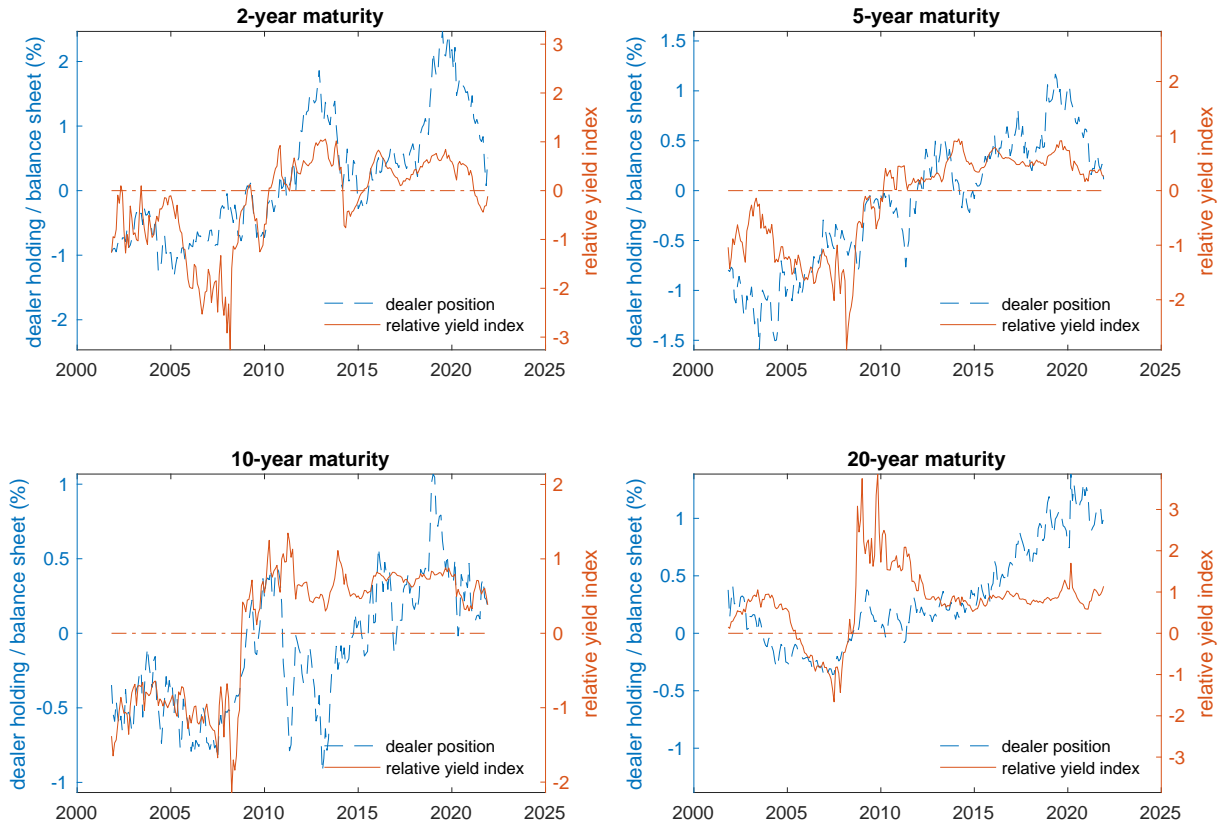 2-year maturity
dealer holding / balance sheet (%)
2
1
0
-1
-2
3
2
1
0
-1
-2
-3
relative yield index
dealer position
relative yield index
2000 2005 2010 2015 2020 2025
5-year maturity
dealer holding / balance sheet (%)
1.5
1
0.5
0
-0.5
-1
-1.5
2
1
0
-1
-2
relative yield index
dealer position
relative yield index
2000 2005 2010 2015 2020 2025
10-year maturity
dealer holding / balance sheet (%)
1
0.5
0
-0.5
-1
2
1
0
-1
-2
relative yield index
dealer position
relative yield index
2000 2005 2010 2015 2020 2025
20-year maturity
dealer holding / balance sheet (%)
1
0.5
0
-0.5
-1
3
2
1
0
-1
-2
-3
relative yield index
dealer position
relative yield index
2000 2005 2010 2015 2020 2025